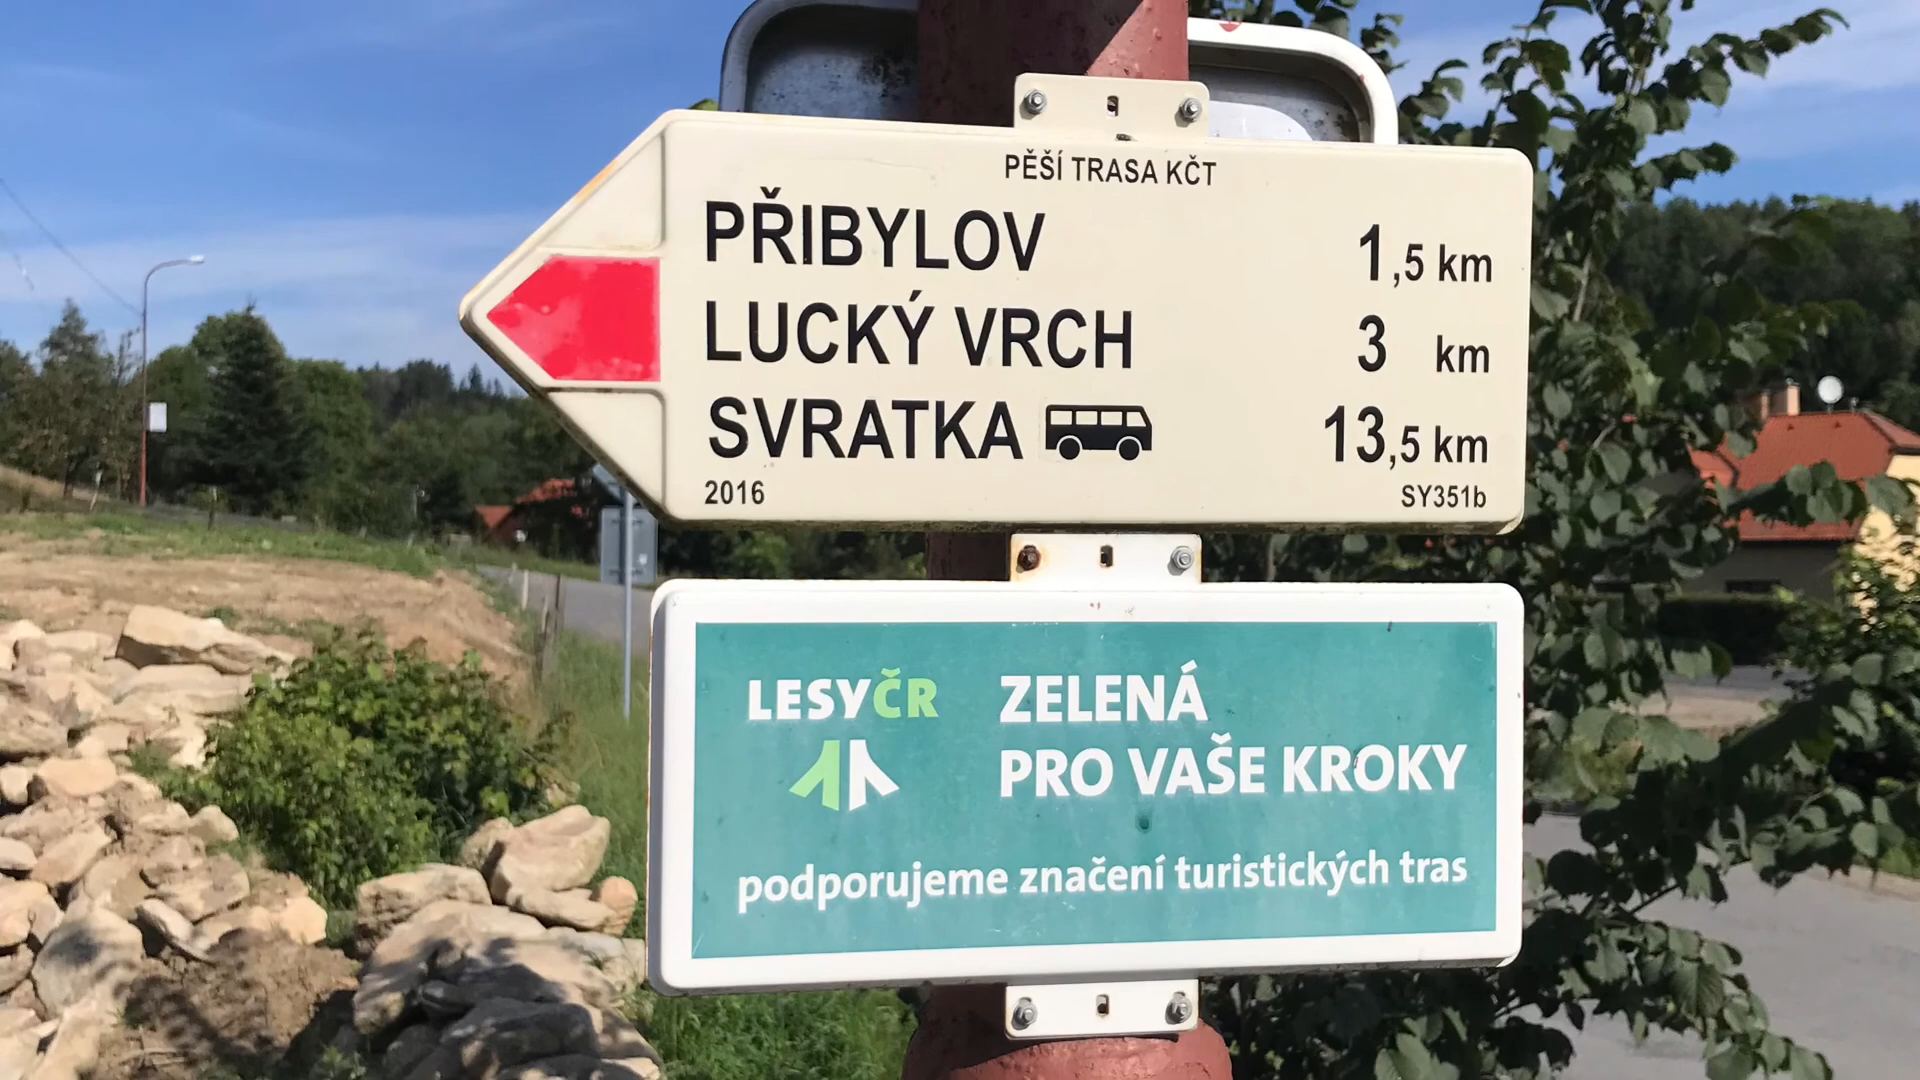 PĚŠÍ TRASA KČT
PŘIBYLOV 1,5 km
LUCKÝ VRCH 3 km
SVRATKA 13,5 km
2016 SY351b
LESYČR
ZELENÁ
PRO VAŠE KROKY
podporujeme značení turistických tras